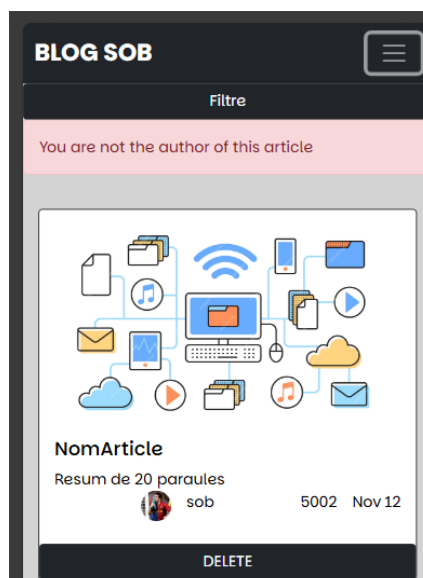 BLOG SOB
Filtre
You are not the author of this article
NomArticle
Resum de 20 paraules
sob 5002 Nov 12
DELETE